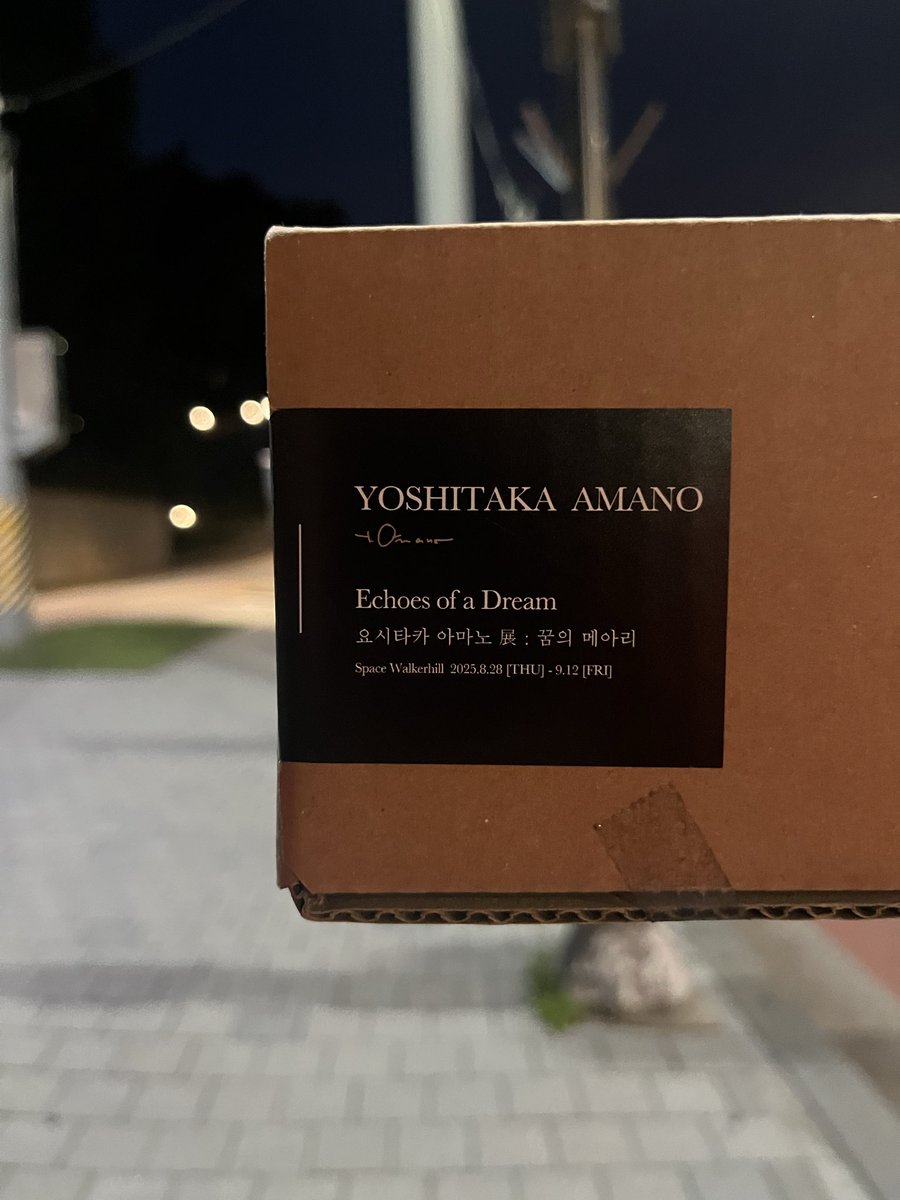 YOSHITAKA AMANO
Y Amano
Echoes of a Dream
요시타카 아마노 展 : 꿈의 메아리
Space Walkerhill 2025.8.28 [THU] - 9.12 [FRI]